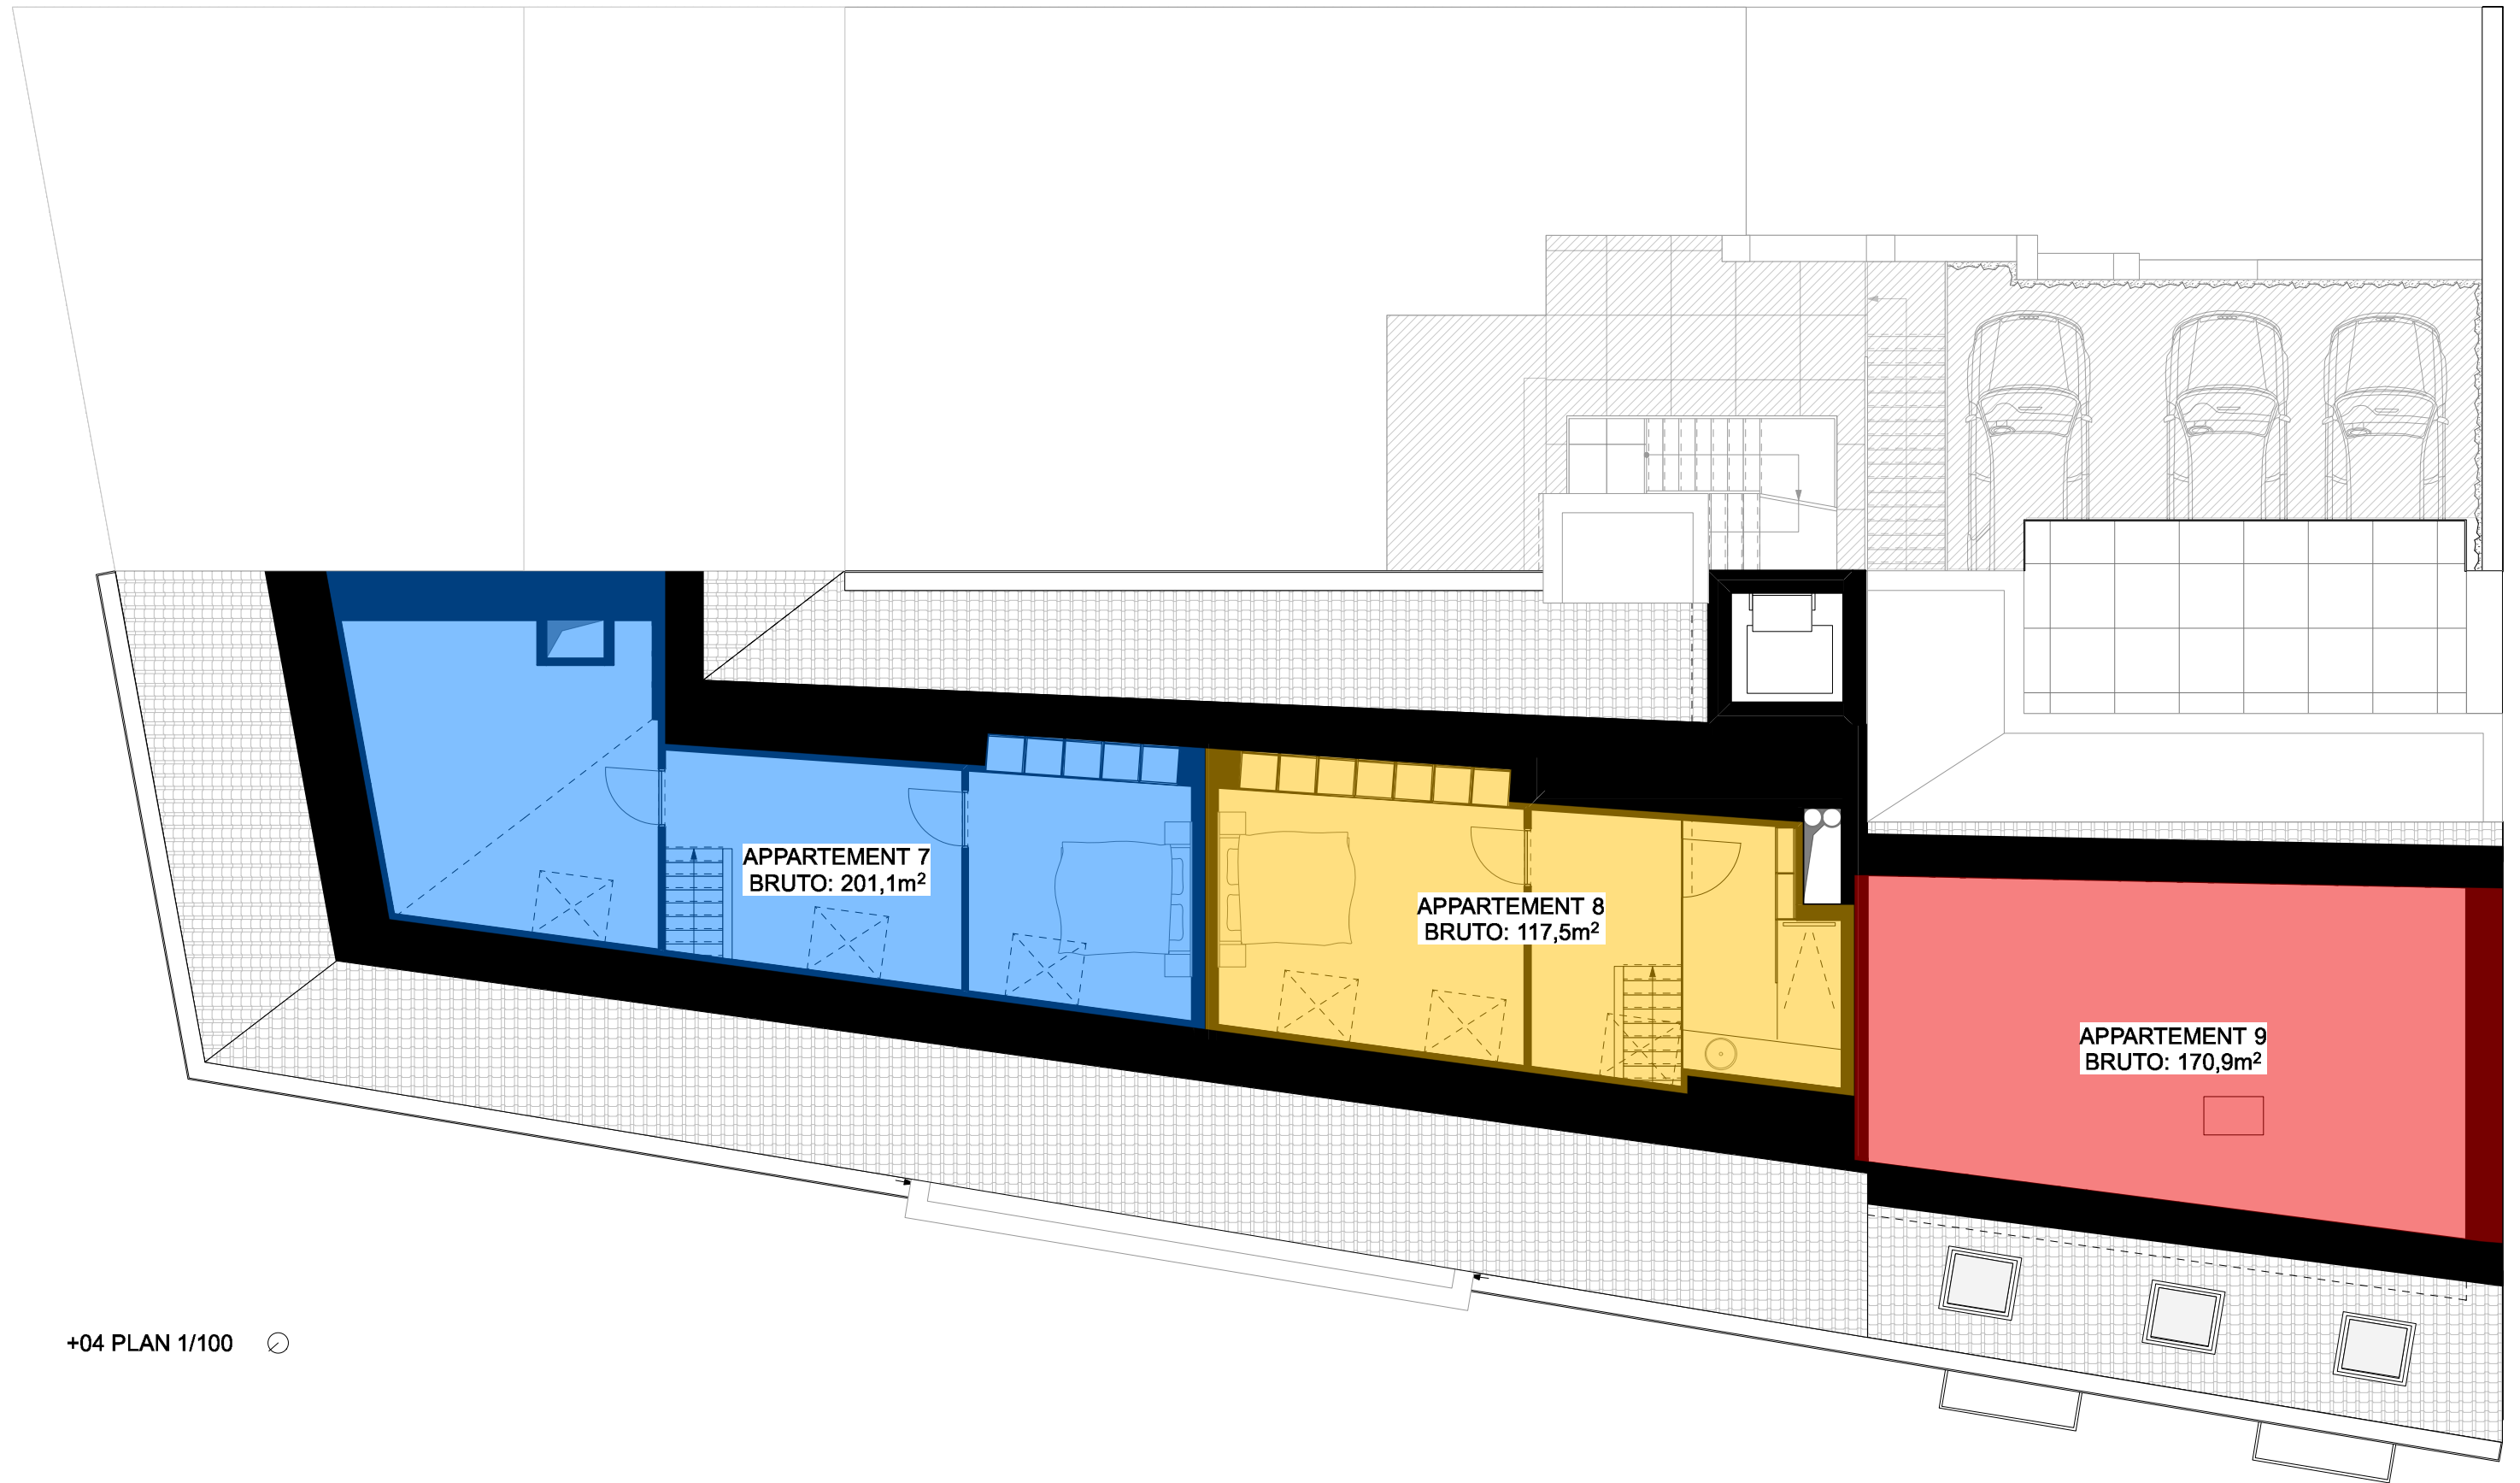 APPARTEMENT 7
BRUTO: 201,1m²
APPARTEMENT 8
BRUTO: 117,5m²
APPARTEMENT 9
BRUTO: 170,9m²
+04 PLAN 1/100